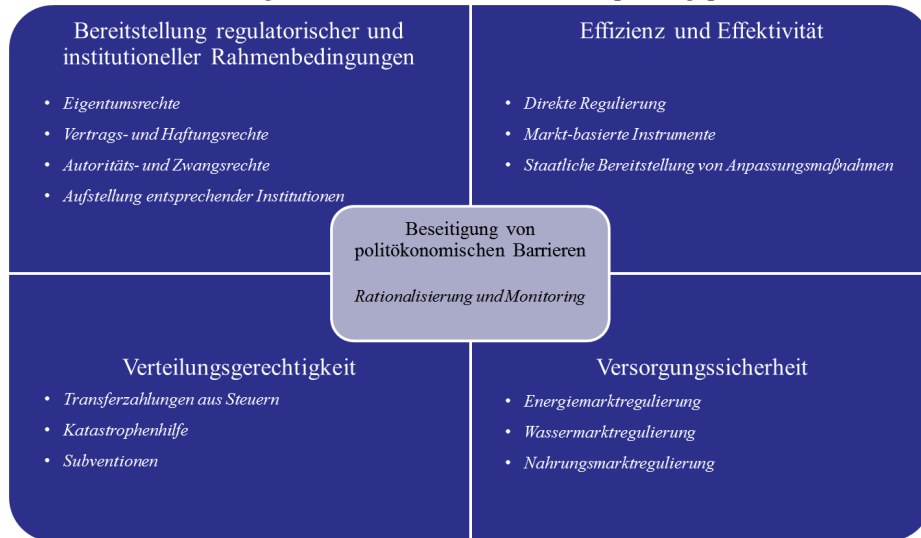 Bereitstellung regulatorischer und
institutioneller Rahmenbedingungen
• Eigentumsrechte
• Vertrags- und Haftungsrechte
• Autoritäts- und Zwangsrechte
• Aufstellung entsprechender Institutionen
Effizienz und Effektivität
• Direkte Regulierung
• Markt-basierte Instrumente
• Staatliche Bereitstellung von Anpassungsmaßnahmen
Beseitigung von
politökonomischen Barrieren
Rationalisierung und Monitoring
Verteilungsgerechtigkeit
• Transferzahlungen aus Steuern
• Katastrophenhilfe
• Subventionen
Versorgungssicherheit
• Energiemarktregulierung
• Wassermarktregulierung
• Nahrungsmarktregulierung